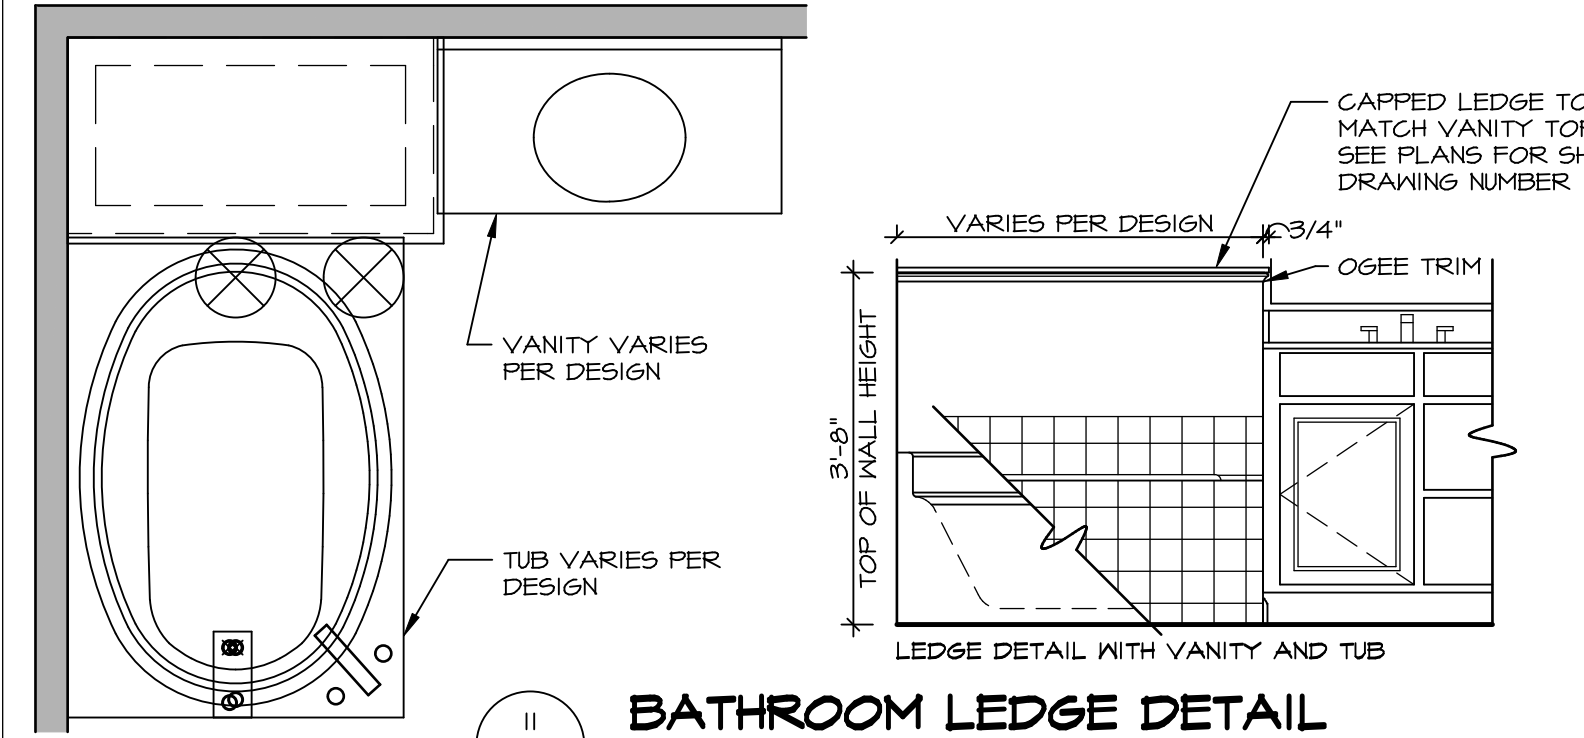 CAPPED LEDGE TO
MATCH VANITY TOP
SEE PLANS FOR
DRAWING NUMBER
VARIES PER DESIGN
3/4"
OGEE TRIM
VANITY VARIES
PER DESIGN
3'-8"
TOP OF WALL HEIGHT
TUB VARIES PER
DESIGN
LEDGE DETAIL WITH VANITY AND TUB
BATHROOM LEDGE DETAIL
11